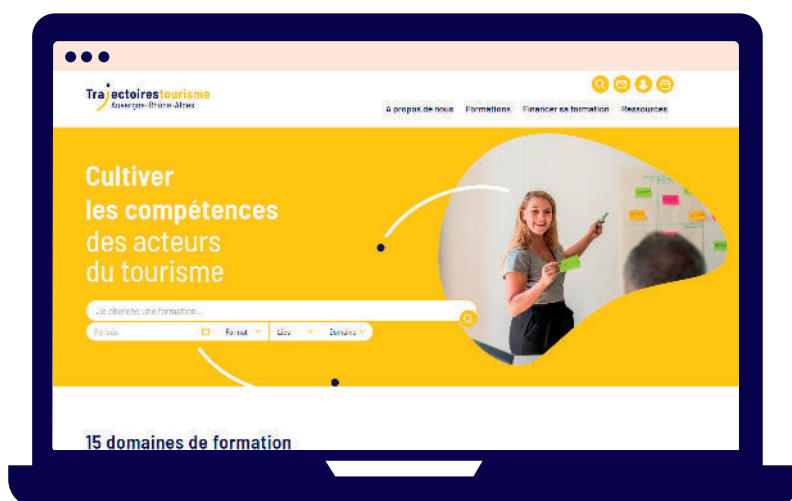 Trajectoirestourisme
Auvergne-Rhône-Alpes
A propos de nous Formations Financer sa formation Ressources
Cultiver
les compétences
des acteurs
du tourisme
Je cherche une formation...
Période Format Lieu Domaine
15 domaines de formation